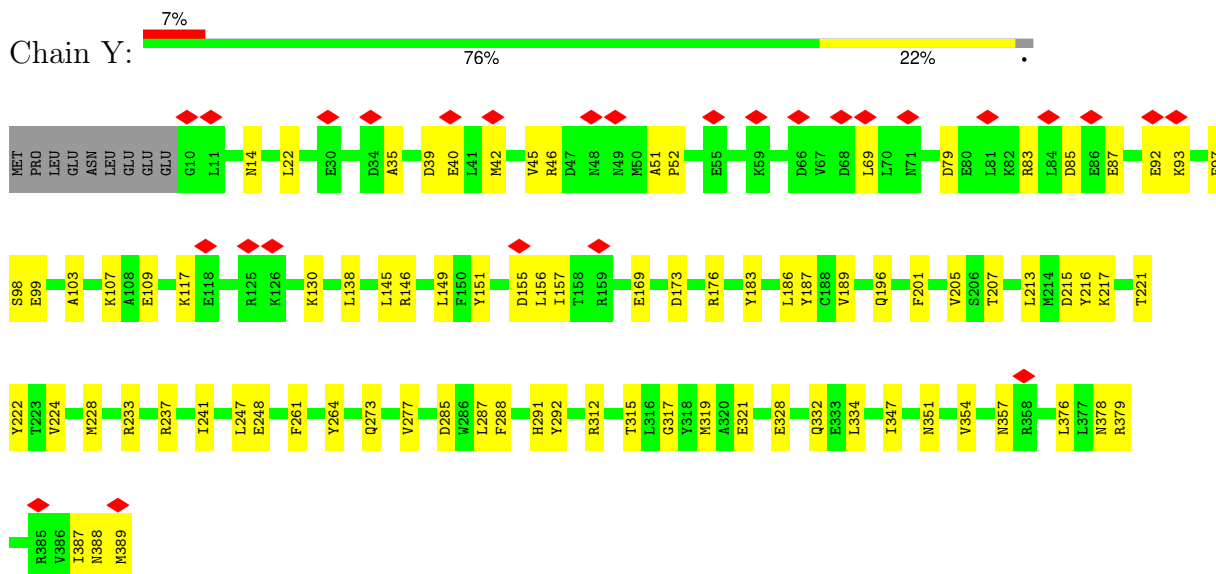 7%
Chain Y:
76% 22% •
MET PRO LEU GLU ASN LEU GLU GLU GLU G10 L11 N14 L22 E30 D34 A35 D39 E40 L41 M42 V45 R46 D47 N48 N49 M50 A51 P52 E55 K59 D66 V67 D68 L69 L70 N71 D79 E80 L81 K82 R83 L84 D85 E86 E87 E92 K93
S98 E99 A103 K107 A108 E109 K117 E118 R125 K126 K130 L138 L145 R146 L149 F150 Y151 D155 L156 I157 T158 R159 E169 D173 R176 Y183 L186 Y187 C188 V189 Q196 F201 V205 S206 T207 L213 M214 D215 Y216 K217 T221
Y222 T223 V224 M228 R233 R237 I241 L247 E248 F261 Y264 Q273 V277 D285 W286 L287 F288 H291 Y292 R312 T315 L316 G317 Y318 M319 A320 E321 E328 Q332 E333 L334 I347 N351 V354 N357 R358 L376 L377 N378 R379
R385 V386 I387 N388 M389